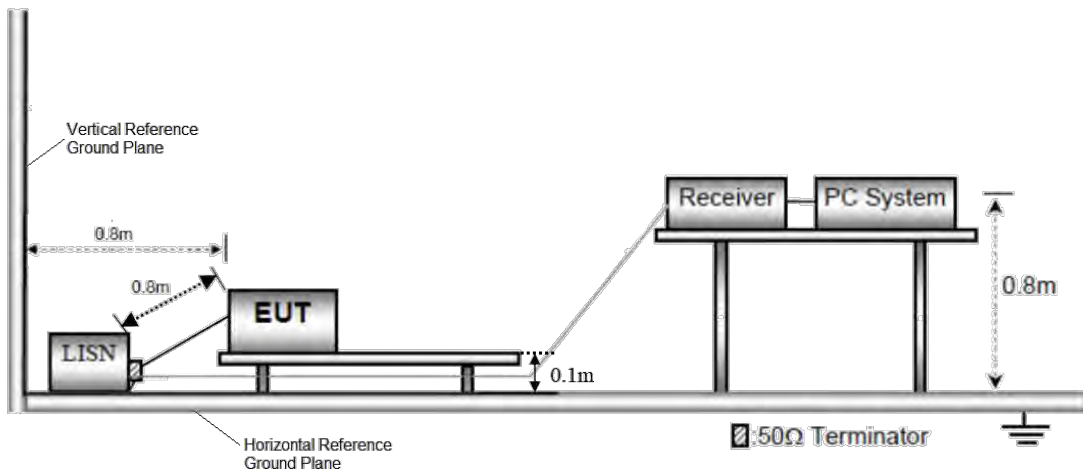 Vertical Reference
Ground Plane
0.8m
0.8m
EUT
LISN
0.1m
Receiver
PC System
0.8m
:50Ω Terminator
Horizontal Reference
Ground Plane